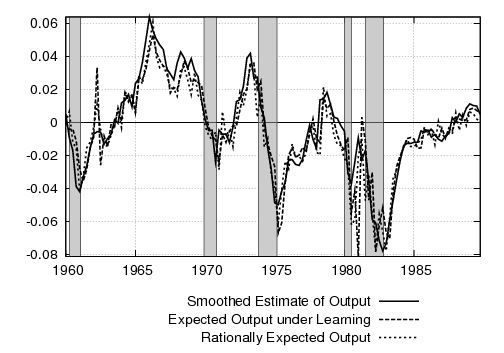 0.06
0.04
0.02
0
-0.02
-0.04
-0.06
-0.08
1960 1965 1970 1975 1980 1985
Smoothed Estimate of Output
Expected Output under Learning
Rationally Expected Output